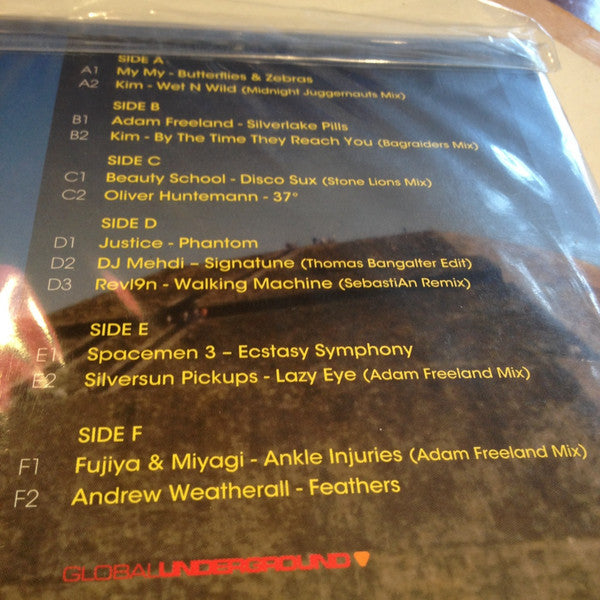 SIDE A
A1 My My - Butterflies & Zebras
A2 Kim - Wet N Wild (Midnight Juggernauts Mix)
SIDE B
B1 Adam Freeland - Silverlake Pills
B2 Kim - By The Time They Reach You (Bagraiders Mix)
SIDE C
C1 Beauty School - Disco Sux (Stone Lions Mix)
C2 Oliver Huntemann - 37°
SIDE D
D1 Justice - Phantom
D2 DJ Mehdi – Signatune (Thomas Bangalter Edit)
D3 Revl9n - Walking Machine (SebastiAn Remix)
SIDE E
E1 Spacemen 3 – Ecstasy Symphony
E2 Silversun Pickups - Lazy Eye (Adam Freeland Mix)
SIDE F
F1 Fujiya & Miyagi - Ankle Injuries (Adam Freeland Mix)
F2 Andrew Weatherall - Feathers
GLOBALUNDERGROUND